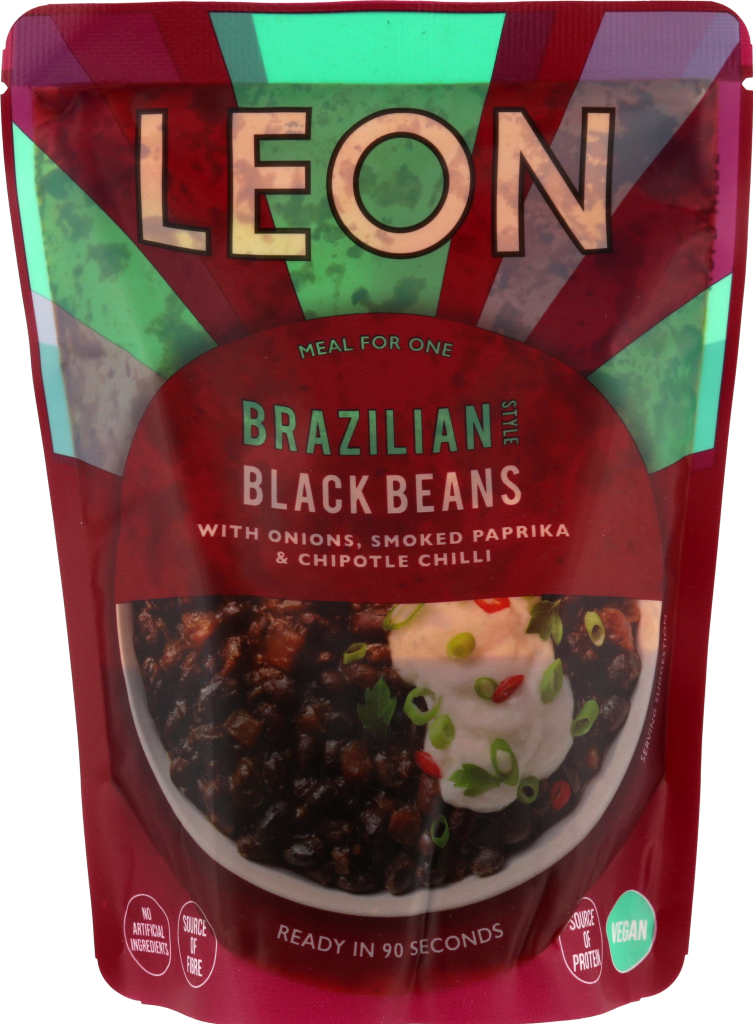 LEON
MEAL FOR ONE
BRAZILIAN STYLE
BLACK BEANS
WITH ONIONS, SMOKED PAPRIKA
& CHIPOTLE CHILLI
SERVING SUGGESTION
NO
ARTIFICIAL
INGREDIENTS
SOURCE
OF
FIBRE
READY IN 90 SECONDS
SOURCE
OF
PROTEIN
VEGAN